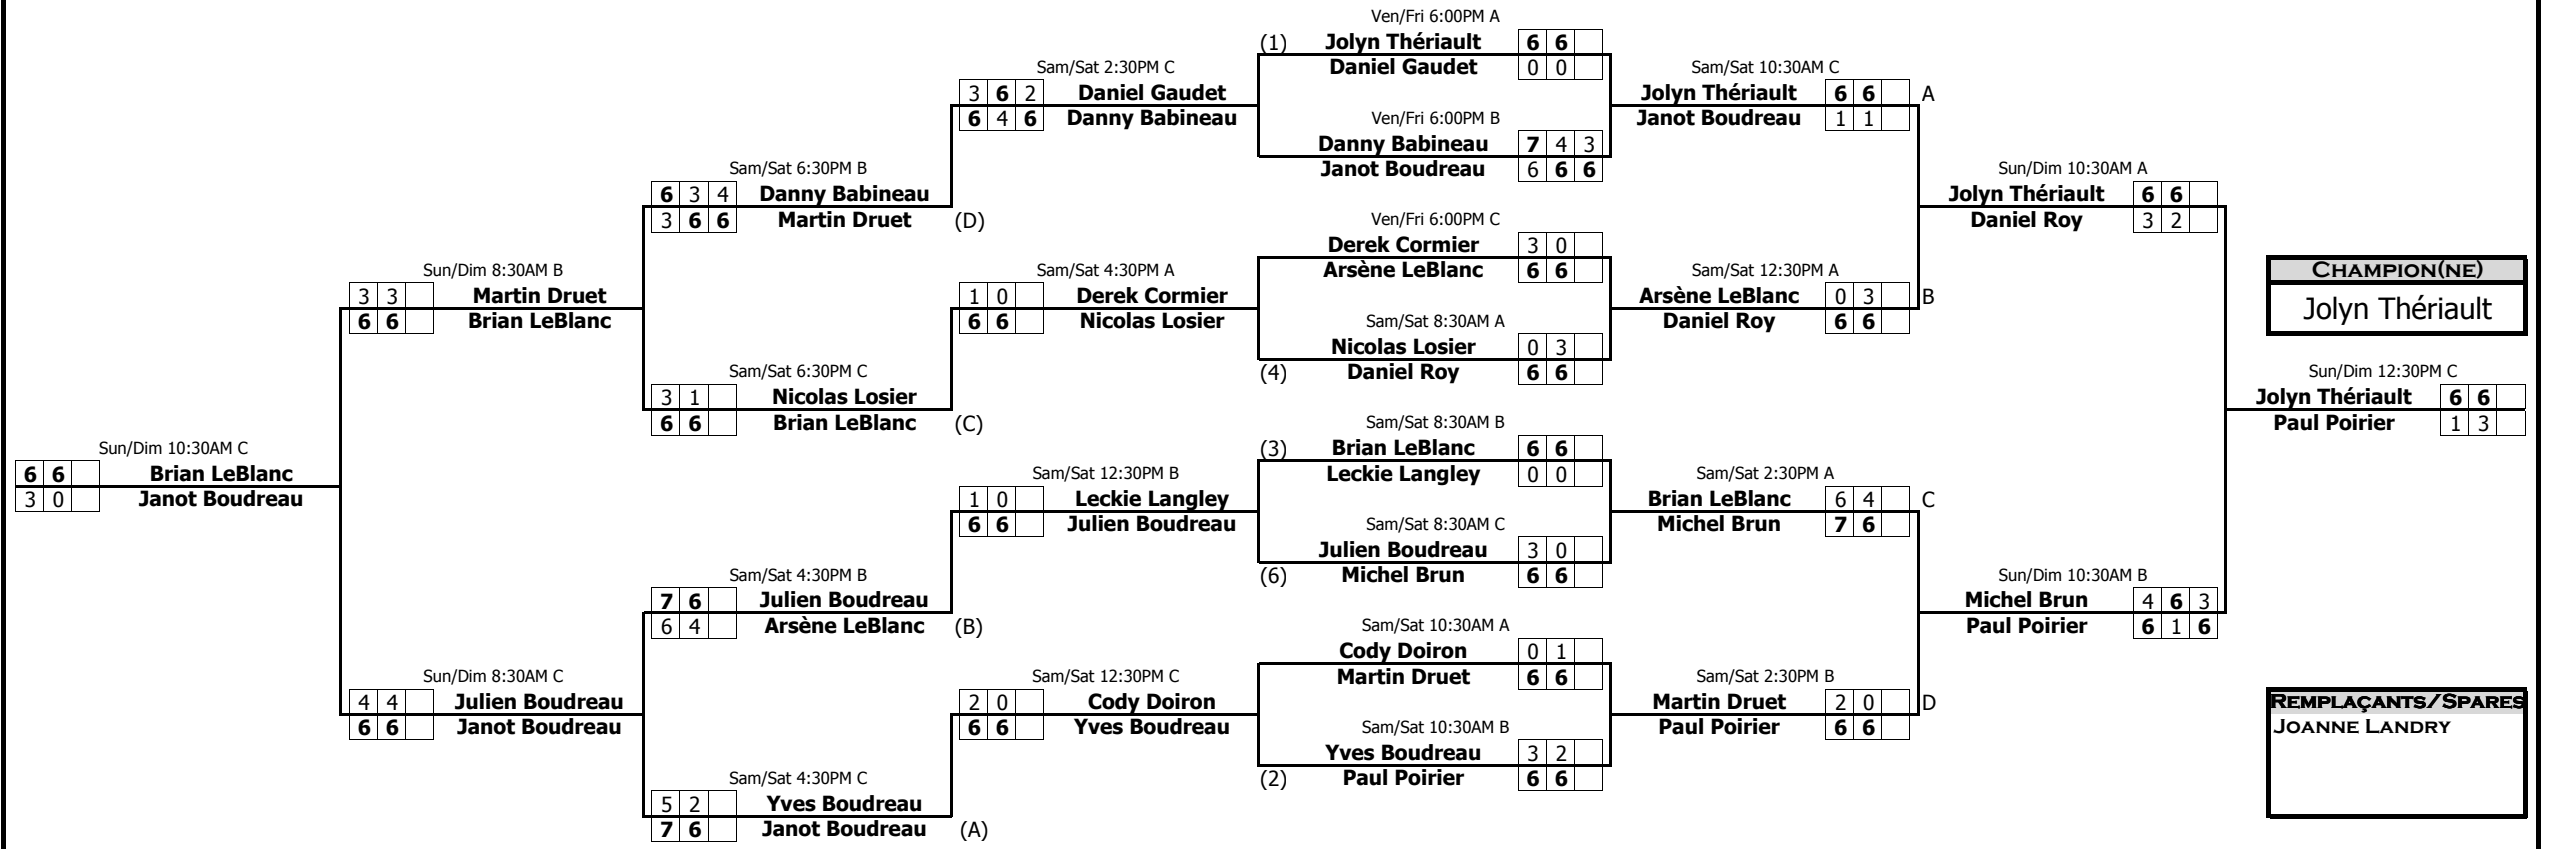 Ven/Fri 6:00PM A
(1) Jolyn Thériault 6 6
Daniel Gaudet 0 0
Sam/Sat 2:30PM C
3 6 2 Daniel Gaudet
6 4 6 Danny Babineau
Sam/Sat 10:30AM C
Jolyn Thériault 6 6 A
Janot Boudreau 1 1
Ven/Fri 6:00PM B
Danny Babineau 7 4 3
Janot Boudreau 6 6 6
Sam/Sat 6:30PM B
6 3 4 Danny Babineau
3 6 6 Martin Druet (D)
Sun/Dim 10:30AM A
Jolyn Thériault 6 6
Daniel Roy 3 2
Ven/Fri 6:00PM C
Derek Cormier 3 0
Arsène LeBlanc 6 6
Sun/Dim 8:30AM B
3 3 Martin Druet
6 6 Brian LeBlanc
Sam/Sat 4:30PM A
1 0 Derek Cormier
6 6 Nicolas Losier
Sam/Sat 12:30PM A
Arsène LeBlanc 0 3 B
Daniel Roy 6 6
Champion(ne)
Jolyn Thériault
Sam/Sat 8:30AM A
Nicolas Losier 0 3
(4) Daniel Roy 6 6
Sam/Sat 6:30PM C
3 1 Nicolas Losier
6 6 Brian LeBlanc (C)
Sun/Dim 12:30PM C
Jolyn Thériault 6 6
Paul Poirier 1 3
Sam/Sat 8:30AM B
(3) Brian LeBlanc 6 6
Leckie Langley 0 0
Sun/Dim 10:30AM C
6 6 Brian LeBlanc
3 0 Janot Boudreau
Sam/Sat 12:30PM B
1 0 Leckie Langley
6 6 Julien Boudreau
Sam/Sat 2:30PM A
Brian LeBlanc 6 4 C
Michel Brun 7 6
Sam/Sat 8:30AM C
Julien Boudreau 3 0
(6) Michel Brun 6 6
Sam/Sat 4:30PM B
7 6 Julien Boudreau
6 4 Arsène LeBlanc (B)
Sun/Dim 10:30AM B
Michel Brun 4 6 3
Paul Poirier 6 1 6
Sam/Sat 10:30AM A
Cody Doiron 0 1
Martin Druet 6 6
Sun/Dim 8:30AM C
4 4 Julien Boudreau
6 6 Janot Boudreau
Sam/Sat 12:30PM C
2 0 Cody Doiron
6 6 Yves Boudreau
Sam/Sat 2:30PM B
Martin Druet 2 0 D
Paul Poirier 6 6
Remplaçants/Spares
Joanne Landry
Sam/Sat 10:30AM B
Yves Boudreau 3 2
(2) Paul Poirier 6 6
Sam/Sat 4:30PM C
5 2 Yves Boudreau
7 6 Janot Boudreau (A)